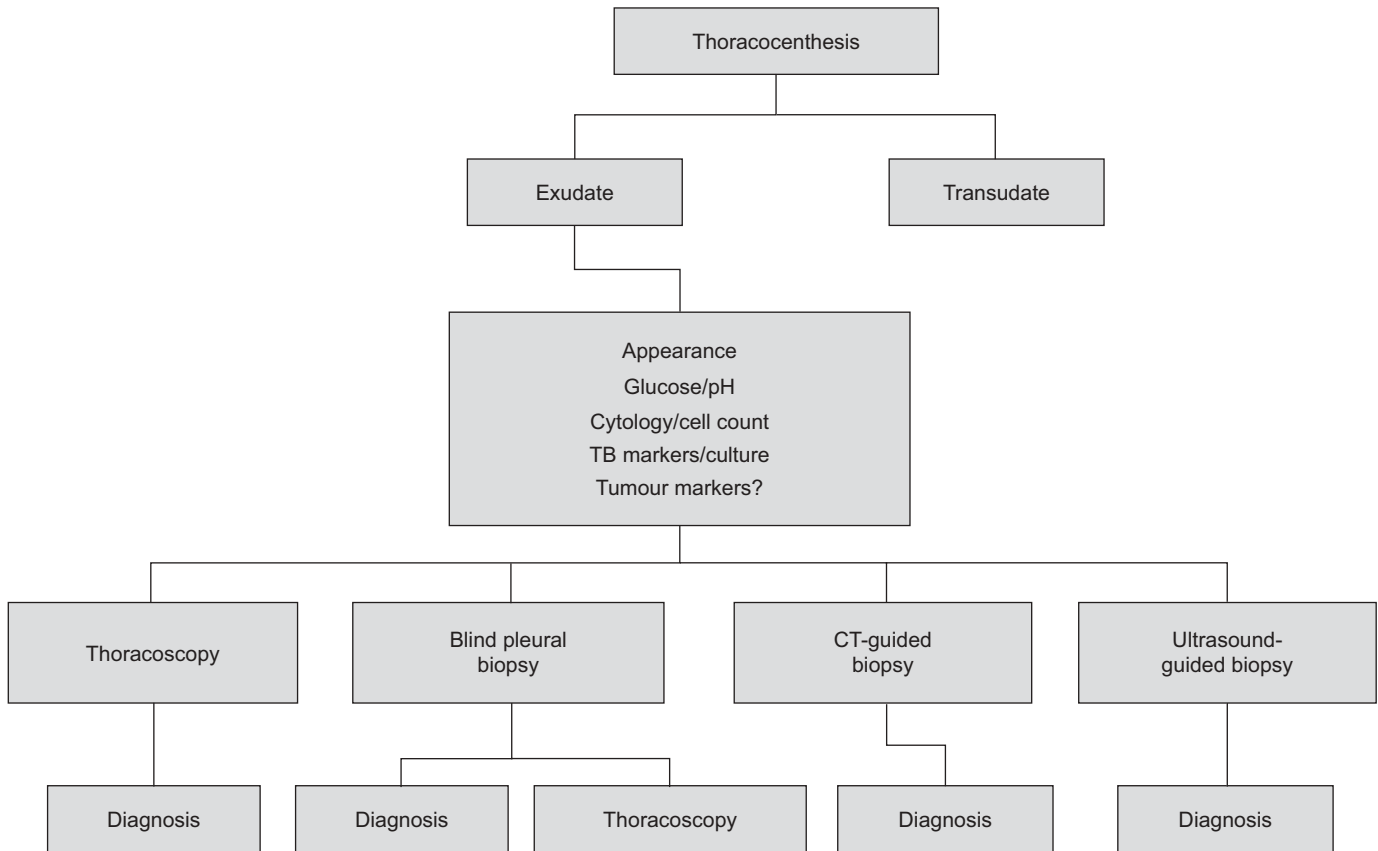 Thoracocenthesis
Exudate
Transudate
Appearance
Glucose/pH
Cytology/cell count
TB markers/culture
Tumour markers?
Thoracoscopy
Blind pleural
biopsy
CT-guided
biopsy
Ultrasound-
guided biopsy
Diagnosis
Diagnosis
Thoracoscopy
Diagnosis
Diagnosis